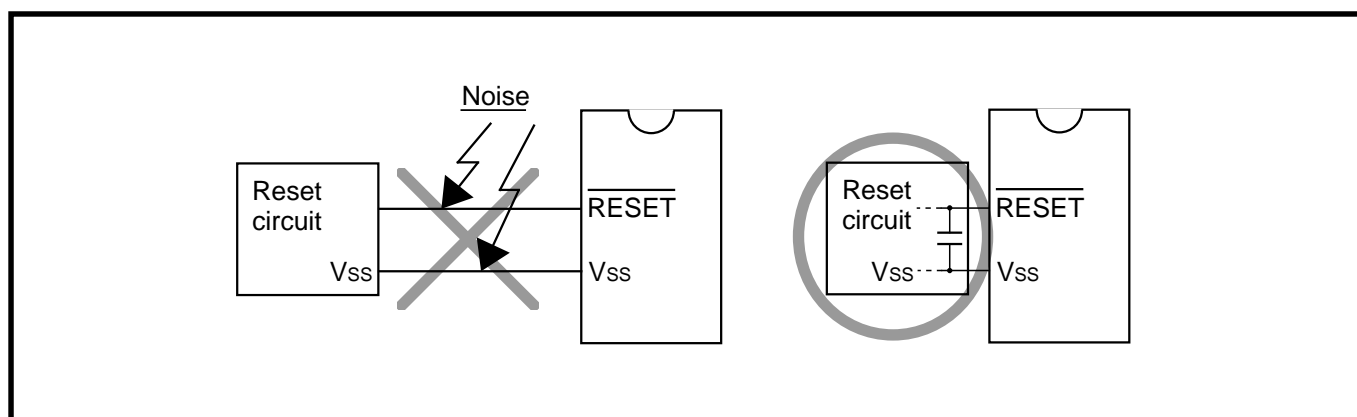 Noise
Reset
circuit
Vss
RESET
Vss
Reset
circuit
Vss
RESET
Vss